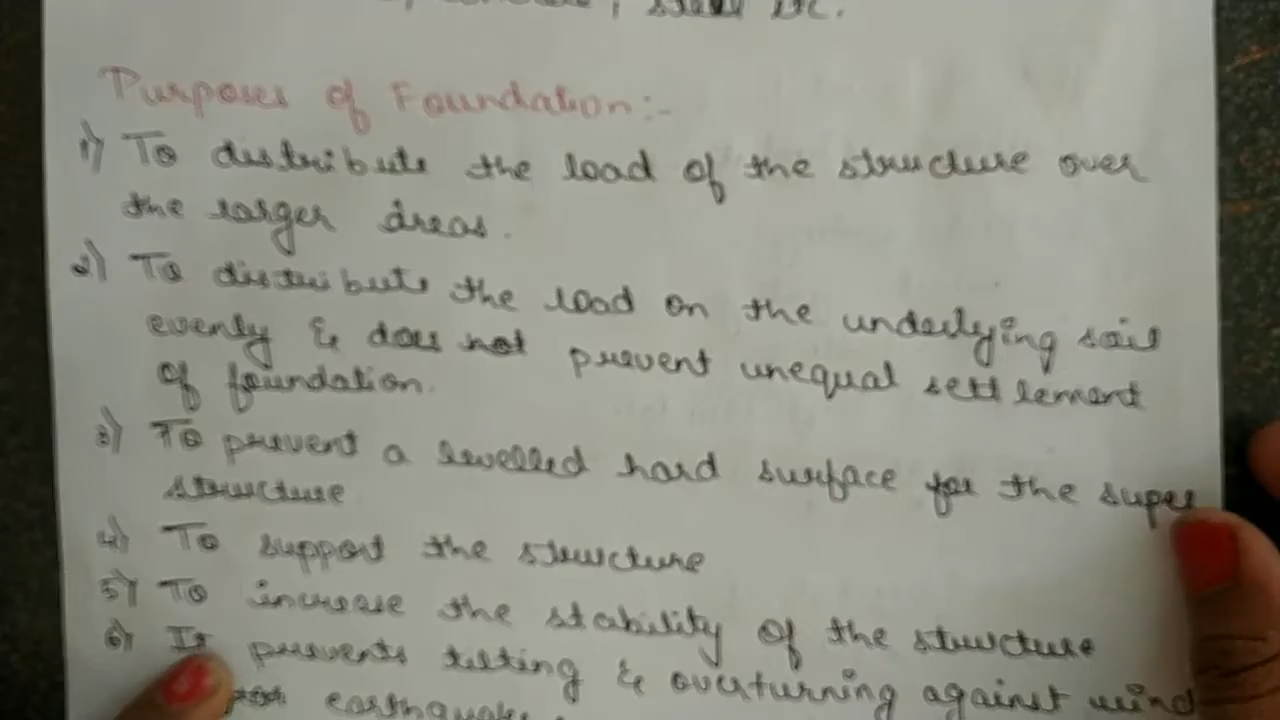 , steel etc.
Purposes of Foundation:-
1) To distribute the load of the structure over
the larger areas.
2) To distribute the load on the underlying soil
evenly & does not prevent unequal settlement
of foundation.
3) To prevent a levelled hard surface for the super
structure
4) To support the structure
5) To increase the stability of the structure
6) It prevents tilting & overturning against wind
earthquake